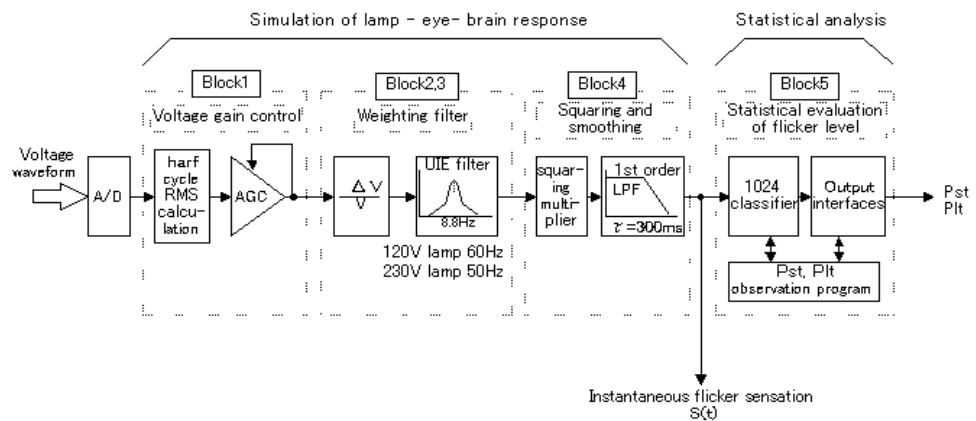 Simulation of lamp - eye- brain response
Statistical analysis
Block1
Voltage gain control
Block2,3
Weighting filter
Block4
Squaring and
smoothing
Block5
Statistical evaluation
of flicker level
Voltage
waveform
A/D
harf
cycle
RMS
calcu-
lation
AGC
Δ V
V
UIE filter
8.8Hz
120V lamp 60Hz
230V lamp 50Hz
squa-
ring
multi-
plier
1st order
LPF
τ =300ms
1024
classifier
Output
interfaces
Pst
Plt
Pst, Plt
observation program
Instantaneous flicker sensation
S(t)